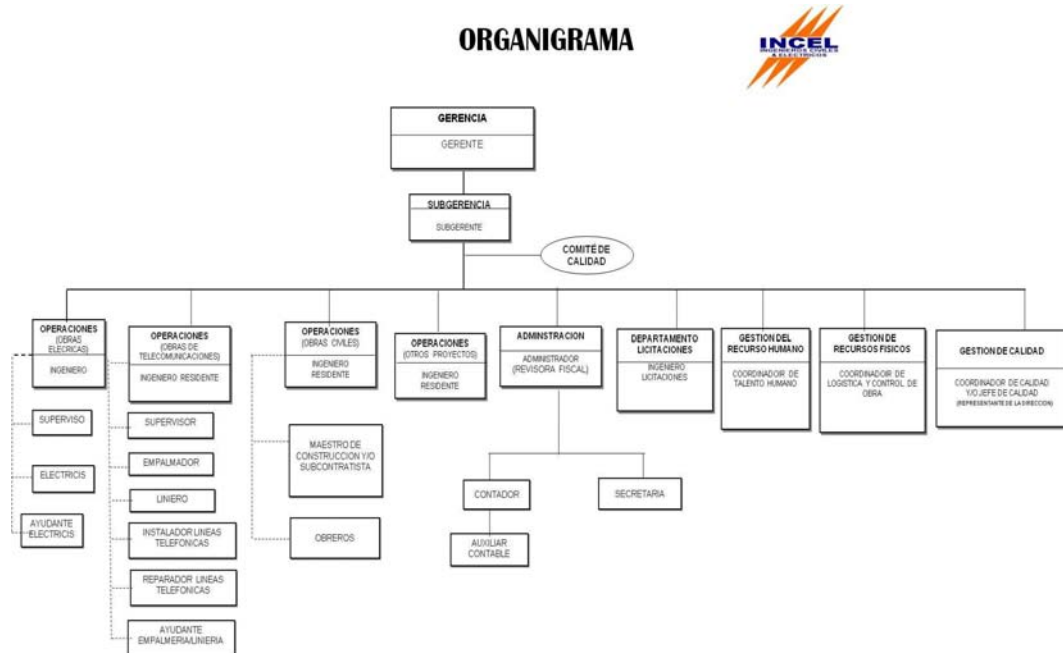 ORGANIGRAMA
INCEL
INGENIEROS CIVILES
& ELECTRICOS
GERENCIA
GERENTE
SUBGERENCIA
SUBGERENTE
COMITÉ DE
CALIDAD
OPERACIONES
(OBRAS
ELECRICAS)
INGENIERO
SUPERVISO
ELECTRICIS
AYUDANTE
ELECTRICIS
OPERACIONES
(OBRAS DE
TELECOMUNICACIONES)
INGENIERO RESIDENTE
SUPERVISOR
EMPALMADOR
LINIERO
INSTALADOR LINEAS
TELEFONICAS
REPARADOR LINEAS
TELEFONICAS
AYUDANTE
EMPALMERIA/LINIERIA
OPERACIONES
(OBRAS CIVILES)
INGENIERO
RESIDENTE
MAESTRO DE
CONSTRUCCION Y/O
SUBCONTRATISTA
OBREROS
OPERACIONES
(OTROS PROYECTOS)
INGENIERO
RESIDENTE
ADMINSTRACION
ADMINISTRADOR
(REVISORA FISCAL)
CONTADOR
AUXILIAR
CONTABLE
SECRETARIA
DEPARTAMENTO
LICITACIONES
INGENIERO
LICITACIONES
GESTION DEL
RECURSO HUMANO
COORDINADOR DE
TALENTO HUMANO
GESTION DE
RECURSOS FISICOS
COORDINADOR DE
LOGISTICA Y CONTROL DE
OBRA
GESTION DE CALIDAD
COORDINADOR DE CALIDAD
Y/O JEFE DE CALIDAD
(REPRESENTANTE DE LA DIRECCION)